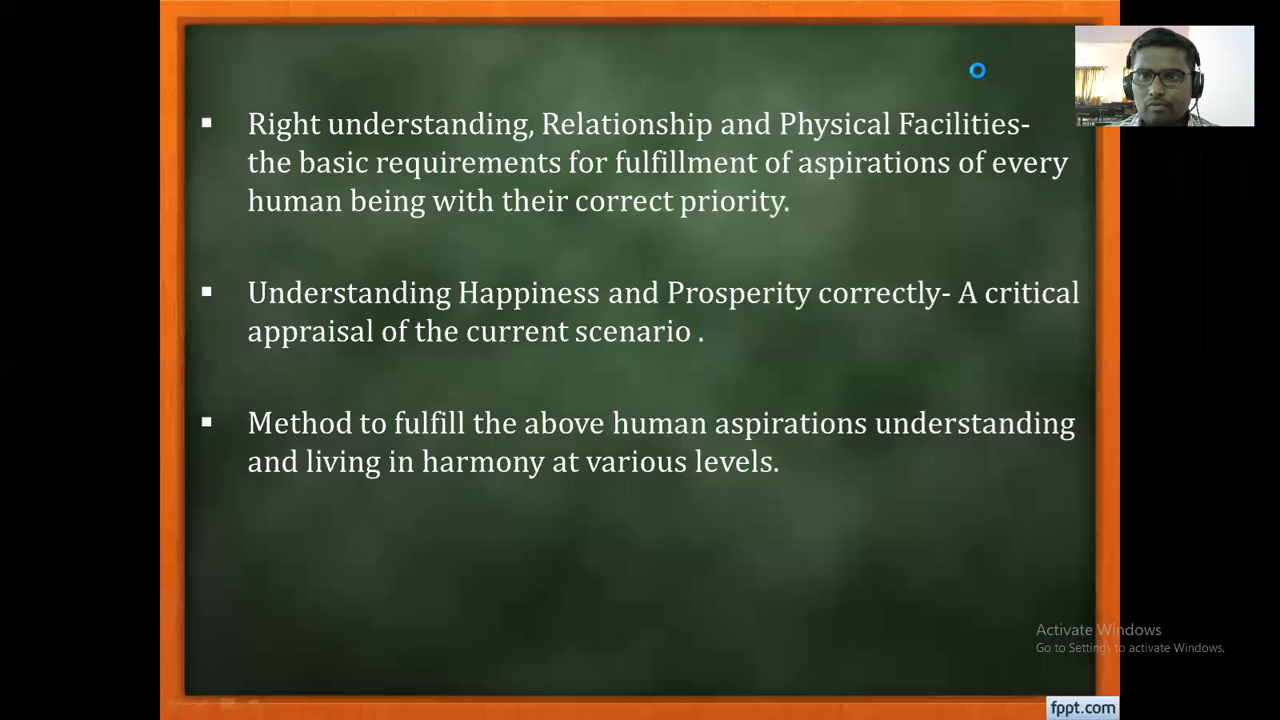 Right understanding, Relationship and Physical Facilities-
the basic requirements for fulfillment of aspirations of every
human being with their correct priority.
Understanding Happiness and Prosperity correctly- A critical
appraisal of the current scenario .
Method to fulfill the above human aspirations understanding
and living in harmony at various levels.
Activate Windows
Go to Settings to activate Windows.
fppt.com